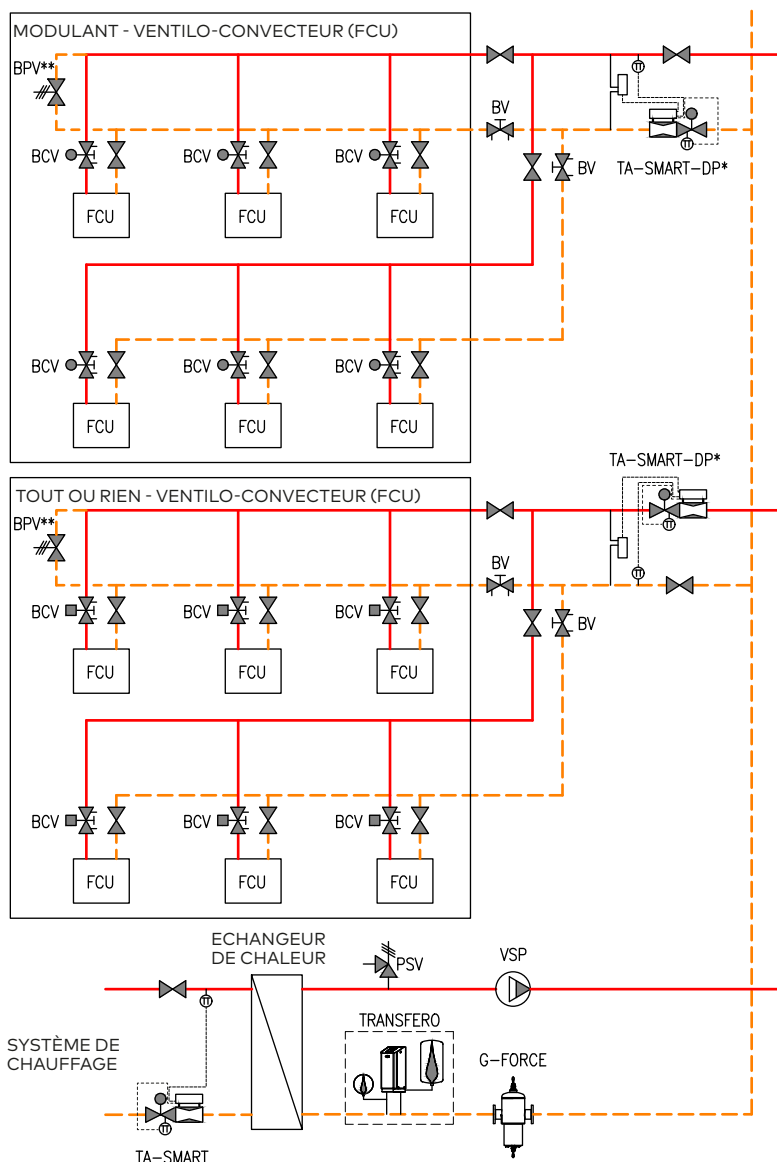 MODULANT - VENTILO-CONVECTEUR (FCU)
BPV**
BV
BCV
BCV
BCV
BV
TA-SMART-DP*
FCU
FCU
FCU
BCV
BCV
BCV
FCU
FCU
FCU
TA-SMART-DP*
TOUT OU RIEN - VENTILO-CONVECTEUR (FCU)
BPV**
BV
BCV
BCV
BCV
BV
FCU
FCU
FCU
BCV
BCV
BCV
FCU
FCU
FCU
ECHANGEUR
DE CHALEUR
PSV
VSP
SYSTÈME DE
CHAUFFAGE
TRANSFERO
G-FORCE
TA-SMART